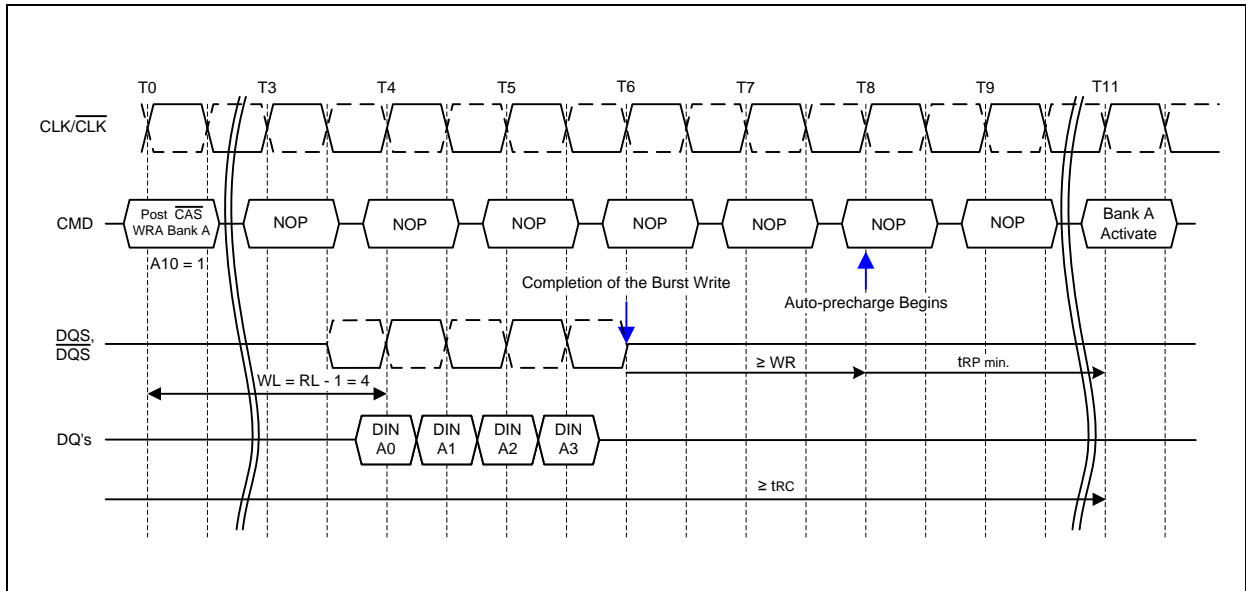 T0 T3 T4 T5 T6 T7 T8 T9 T11
CLK/CLK
CMD
Post CAS
WRA Bank A
NOP NOP NOP NOP NOP NOP NOP
Bank A
Activate
A10 = 1
Completion of the Burst Write
Auto-precharge Begins
DQS,
DQS
≥ WR
tRP min.
WL = RL - 1 = 4
DQ's
DIN
A0
DIN
A1
DIN
A2
DIN
A3
≥ tRC